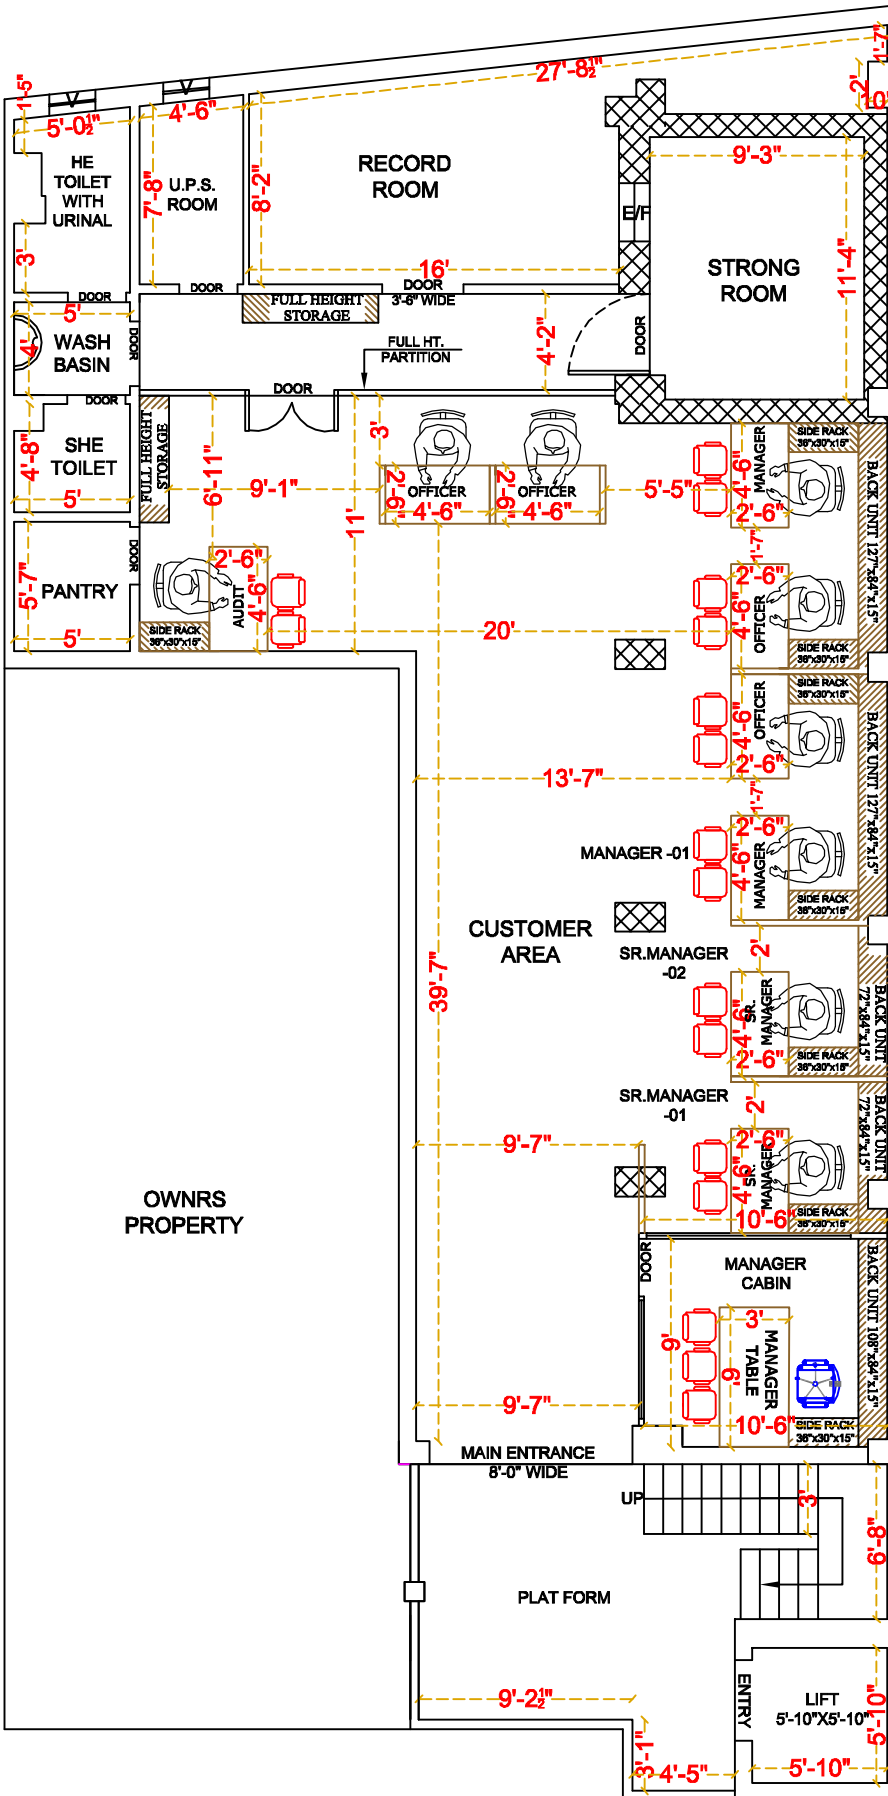 1'-7"
27'-8½"
2'
10"
1'-5"
V
V
5'-0½"
4'-6"
9'-3"
HE
TOILET
WITH
URINAL
U.P.S.
ROOM
7'-8"
8'-2"
RECORD
ROOM
E/F
11'-4"
STRONG
ROOM
3'
16'
DOOR
DOOR
DOOR
3'-6" WIDE
FULL HEIGHT
STORAGE
5'
4'
WASH
BASIN
DOOR
FULL HT.
PARTITION
4'-2"
DOOR
DOOR
DOOR
4'-8"
SHE
TOILET
5'
FULL HEIGHT
STORAGE
6'-11"
9'-1"
11'
3'
2'-6"
OFFICER
4'-6"
2'-6"
OFFICER
4'-6"
5'-5"
4'-6"
MANAGER
2'-6"
SIDE RACK
36"x30"x15"
BACK UNIT 127"x84"x15"
1'-7"
5'-7"
PANTRY
5'
DOOR
2'-6"
4'-6"
AUDIT
SIDE RACK
36"x30"x15"
20'
2'-6"
4'-6"
OFFICER
SIDE RACK
36"x30"x15"
SIDE RACK
36"x30"x15"
4'-6"
OFFICER
2'-6"
BACK UNIT 127"x84"x15"
13'-7"
1'-7"
2'-6"
MANAGER -01
4'-6"
MANAGER
SIDE RACK
36"x30"x15"
CUSTOMER
AREA
39'-7"
2'
SR.MANAGER
-02
4'-6"
SR.
MANAGER
2'-6"
SIDE RACK
36"x30"x15"
BACK UNIT
72"x84"x15"
SR.MANAGER
-01
2'
9'-7"
2'-6"
4'-6"
SR.
MANAGER
SIDE RACK
36"x30"x15"
BACK UNIT
72"x84"x15"
OWNRS
PROPERTY
10'-6"
DOOR
MANAGER
CABIN
9'
3'
6'
MANAGER
TABLE
BACK UNIT 108"x84"x15"
9'-7"
10'-6"
SIDE RACK
36"x30"x15"
MAIN ENTRANCE
8'-0" WIDE
UP
3'
6'-8"
PLAT FORM
9'-2½"
ENTRY
LIFT
5'-10"X5'-10"
5'-10"
3'-1"
4'-5"
5'-10"